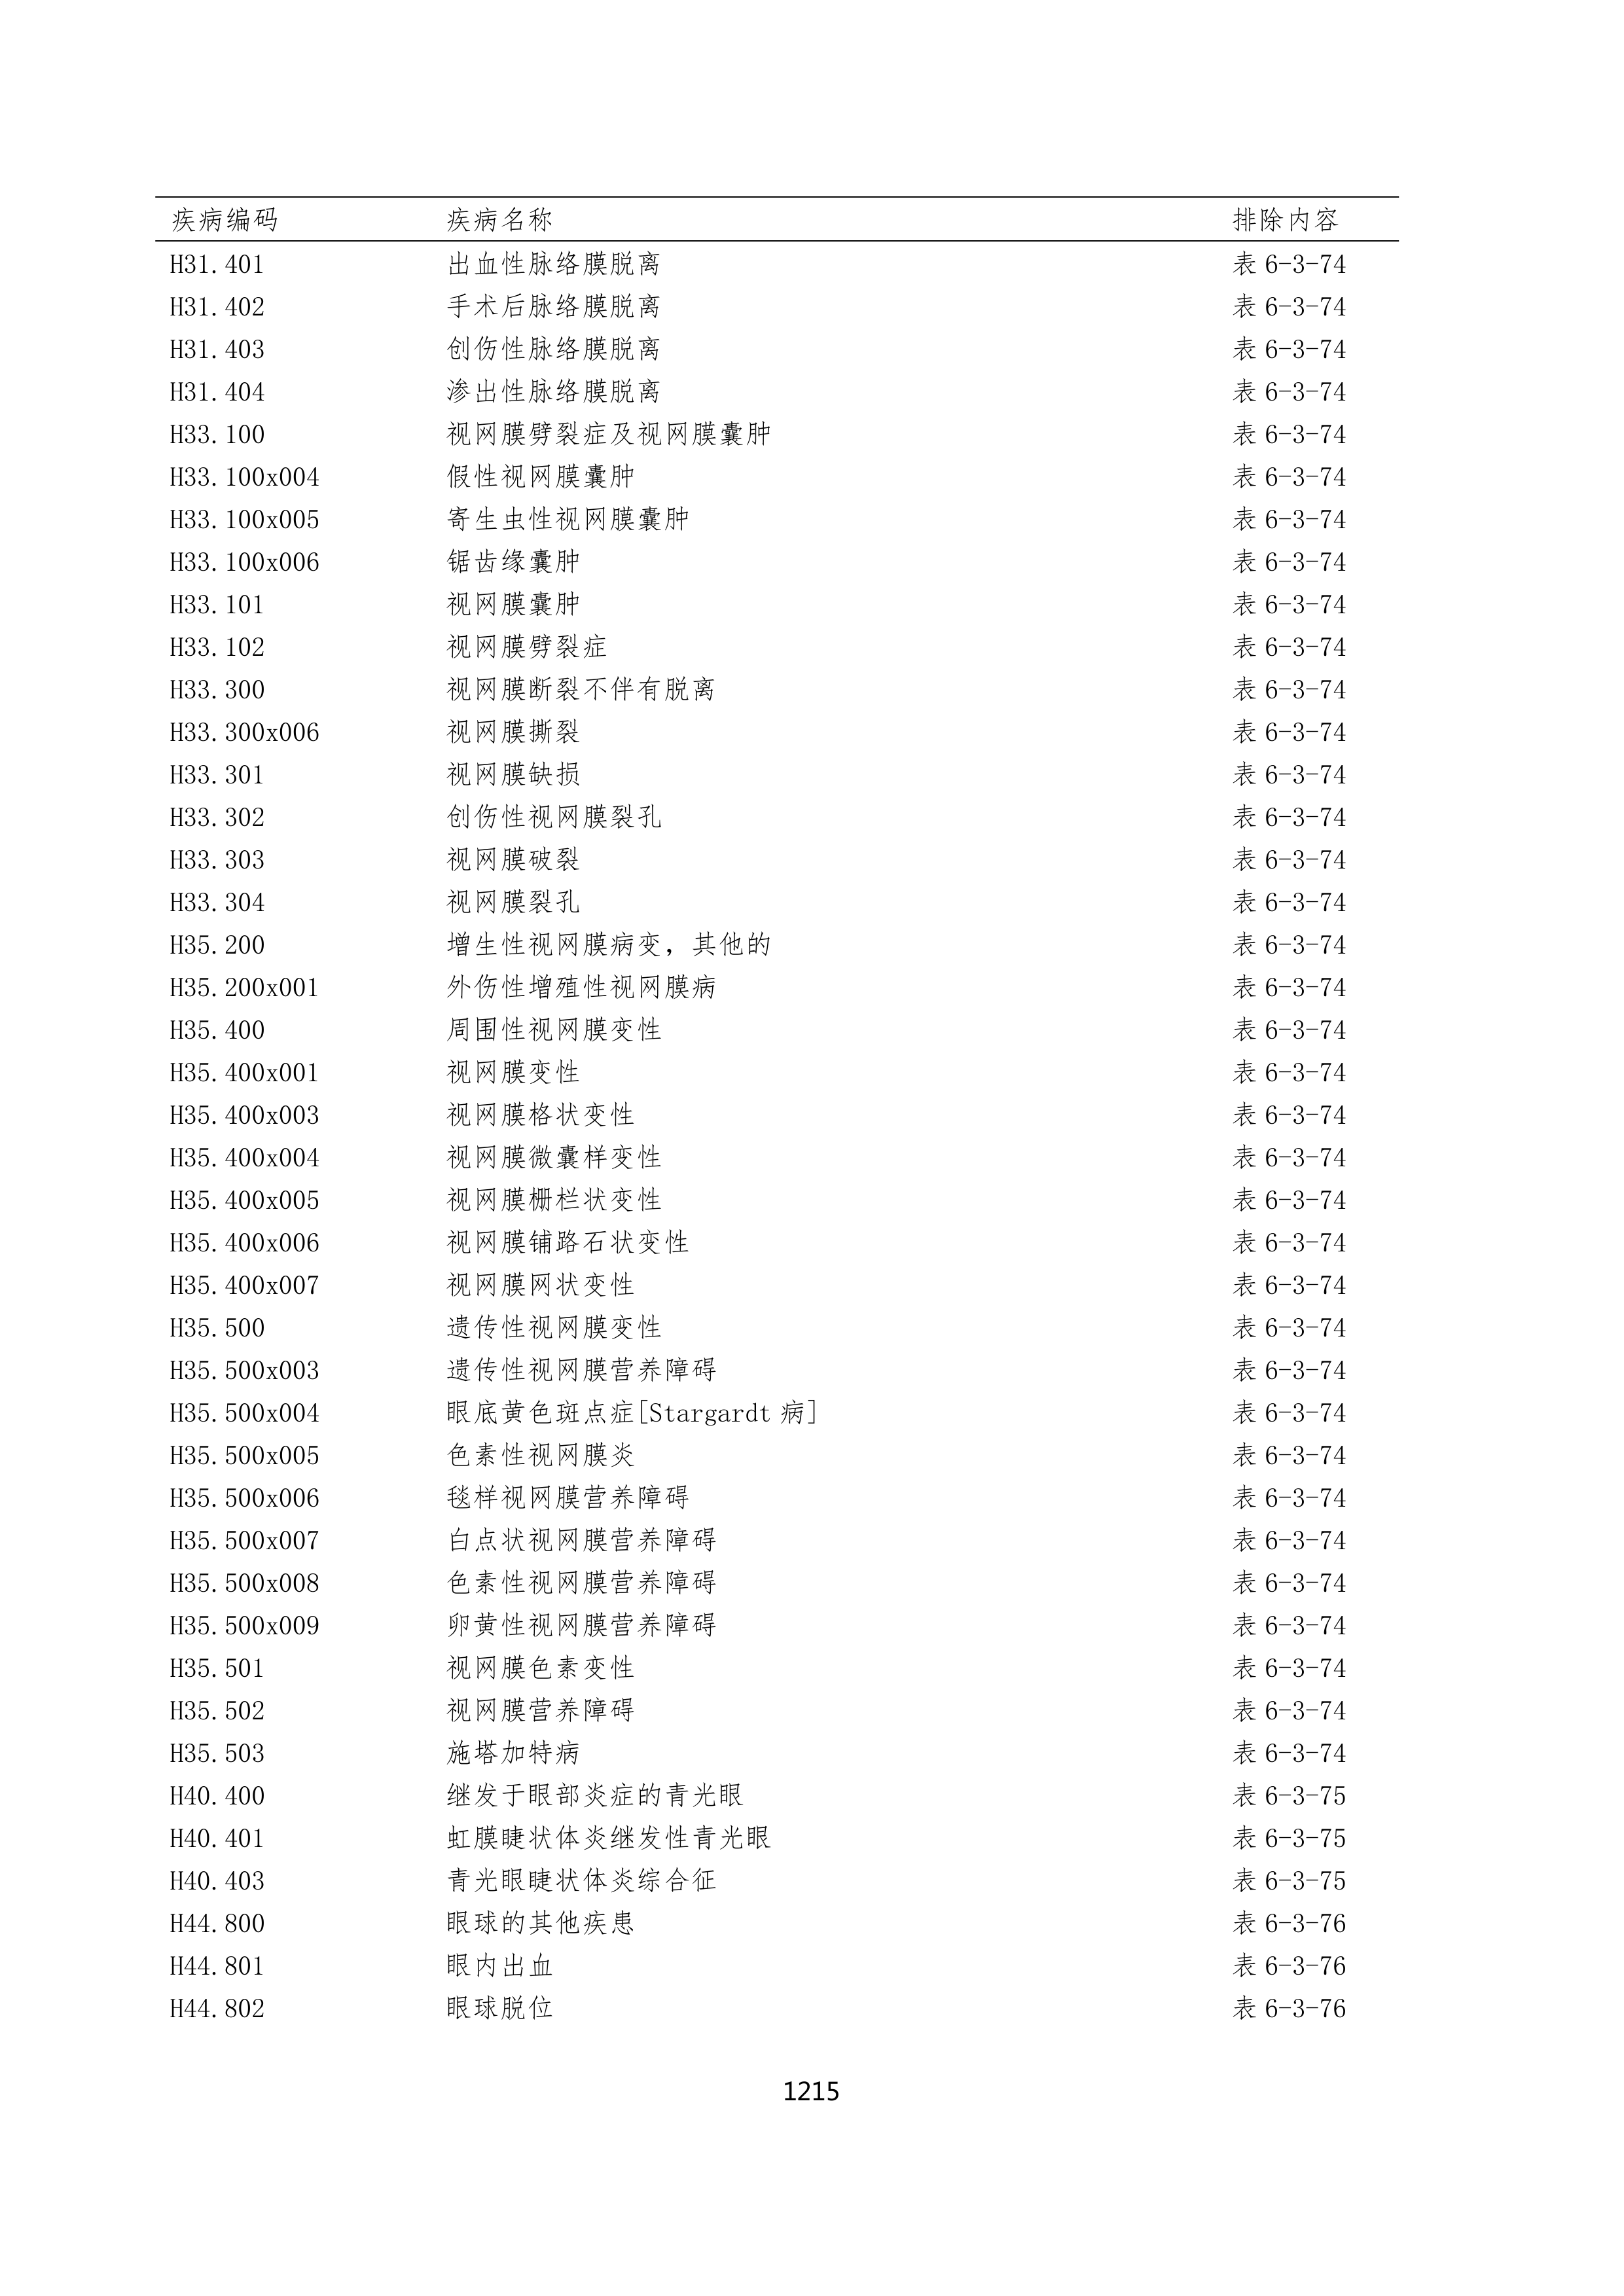 疾病编码 疾病名称 排除内容
H31.401 出血性脉络膜脱离 表 6-3-74
H31.402 手术后脉络膜脱离 表 6-3-74
H31.403 创伤性脉络膜脱离 表 6-3-74
H31.404 渗出性脉络膜脱离 表 6-3-74
H33.100 视网膜劈裂症及视网膜囊肿 表 6-3-74
H33.100x004 假性视网膜囊肿 表 6-3-74
H33.100x005 寄生虫性视网膜囊肿 表 6-3-74
H33.100x006 锯齿缘囊肿 表 6-3-74
H33.101 视网膜囊肿 表 6-3-74
H33.102 视网膜劈裂症 表 6-3-74
H33.300 视网膜断裂不伴有脱离 表 6-3-74
H33.300x006 视网膜撕裂 表 6-3-74
H33.301 视网膜缺损 表 6-3-74
H33.302 创伤性视网膜裂孔 表 6-3-74
H33.303 视网膜破裂 表 6-3-74
H33.304 视网膜裂孔 表 6-3-74
H35.200 增生性视网膜病变，其他的 表 6-3-74
H35.200x001 外伤性增殖性视网膜病 表 6-3-74
H35.400 周围性视网膜变性 表 6-3-74
H35.400x001 视网膜变性 表 6-3-74
H35.400x003 视网膜格状变性 表 6-3-74
H35.400x004 视网膜微囊样变性 表 6-3-74
H35.400x005 视网膜栅栏状变性 表 6-3-74
H35.400x006 视网膜铺路石状变性 表 6-3-74
H35.400x007 视网膜网状变性 表 6-3-74
H35.500 遗传性视网膜变性 表 6-3-74
H35.500x003 遗传性视网膜营养障碍 表 6-3-74
H35.500x004 眼底黄色斑点症[Stargardt 病] 表 6-3-74
H35.500x005 色素性视网膜炎 表 6-3-74
H35.500x006 毯样视网膜营养障碍 表 6-3-74
H35.500x007 白点状视网膜营养障碍 表 6-3-74
H35.500x008 色素性视网膜营养障碍 表 6-3-74
H35.500x009 卵黄性视网膜营养障碍 表 6-3-74
H35.501 视网膜色素变性 表 6-3-74
H35.502 视网膜营养障碍 表 6-3-74
H35.503 施塔加特病 表 6-3-74
H40.400 继发于眼部炎症的青光眼 表 6-3-75
H40.401 虹膜睫状体炎继发性青光眼 表 6-3-75
H40.403 青光眼睫状体炎综合征 表 6-3-75
H44.800 眼球的其他疾患 表 6-3-76
H44.801 眼内出血 表 6-3-76
H44.802 眼球脱位 表 6-3-76
1215